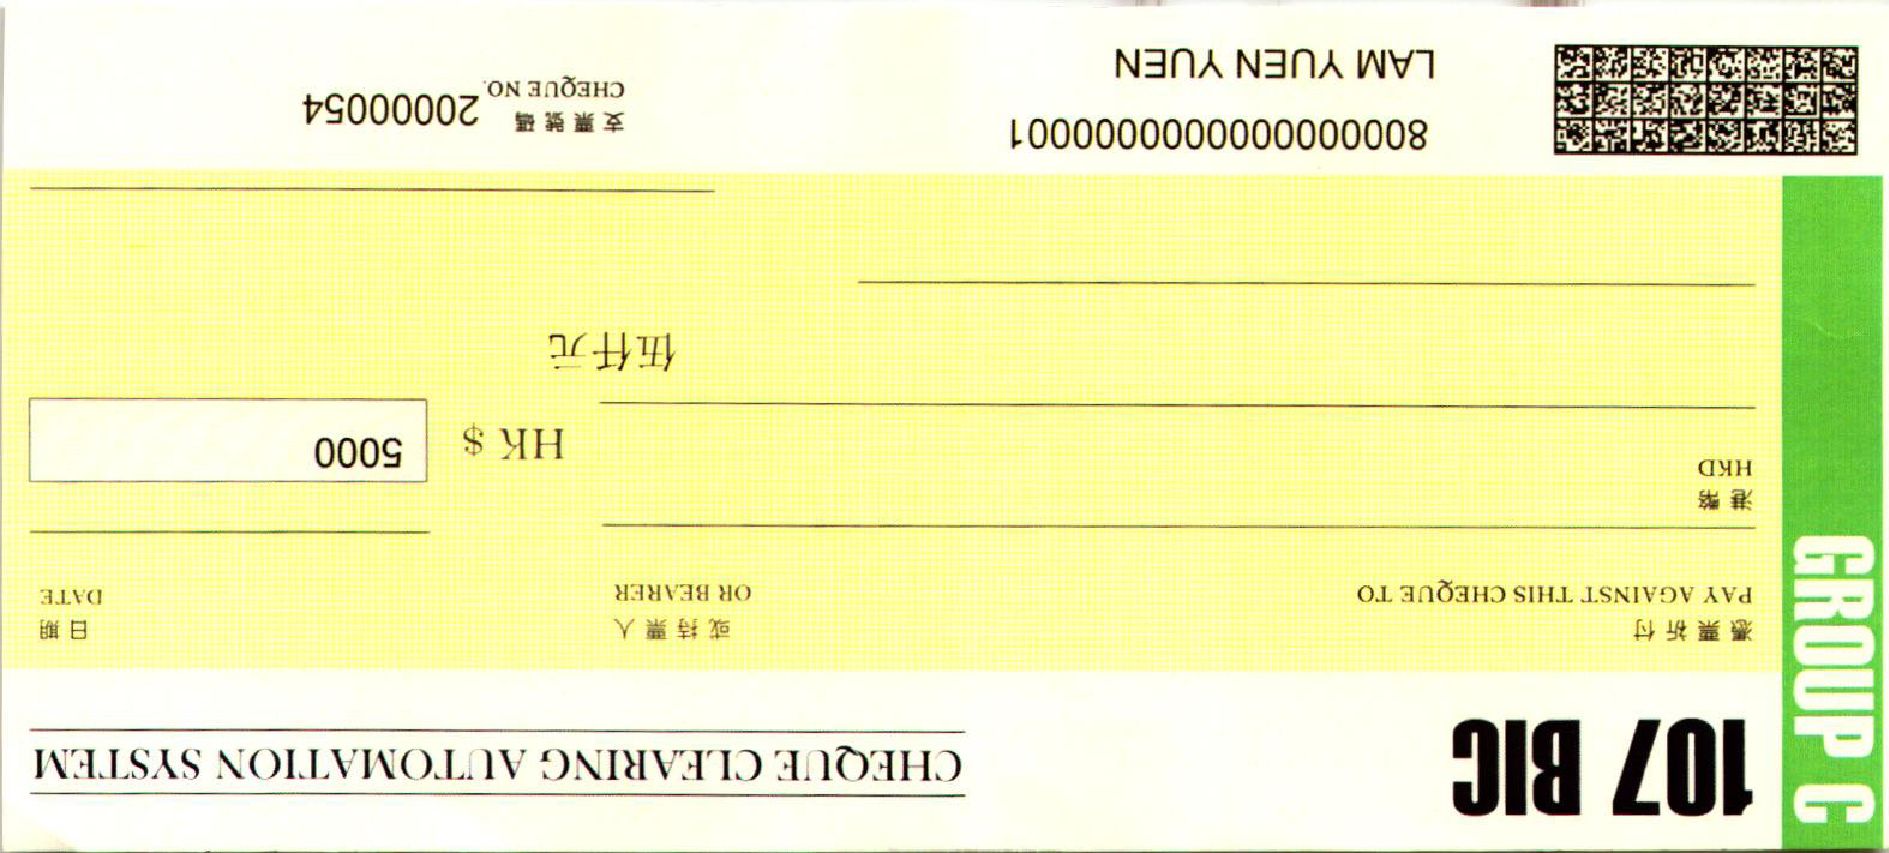 107 BIC
CHEQUE CLEARING AUTOMATION SYSTEM
GROUP C
憑票祈付
PAY AGAINST THIS CHEQUE TO
或持票人
OR BEARER
日期
DATE
港幣
HKD
HK $ 5000
伍仟元
8000000000000000001
LAM YUEN YUEN
支票號碼
CHEQUE NO. 20000054